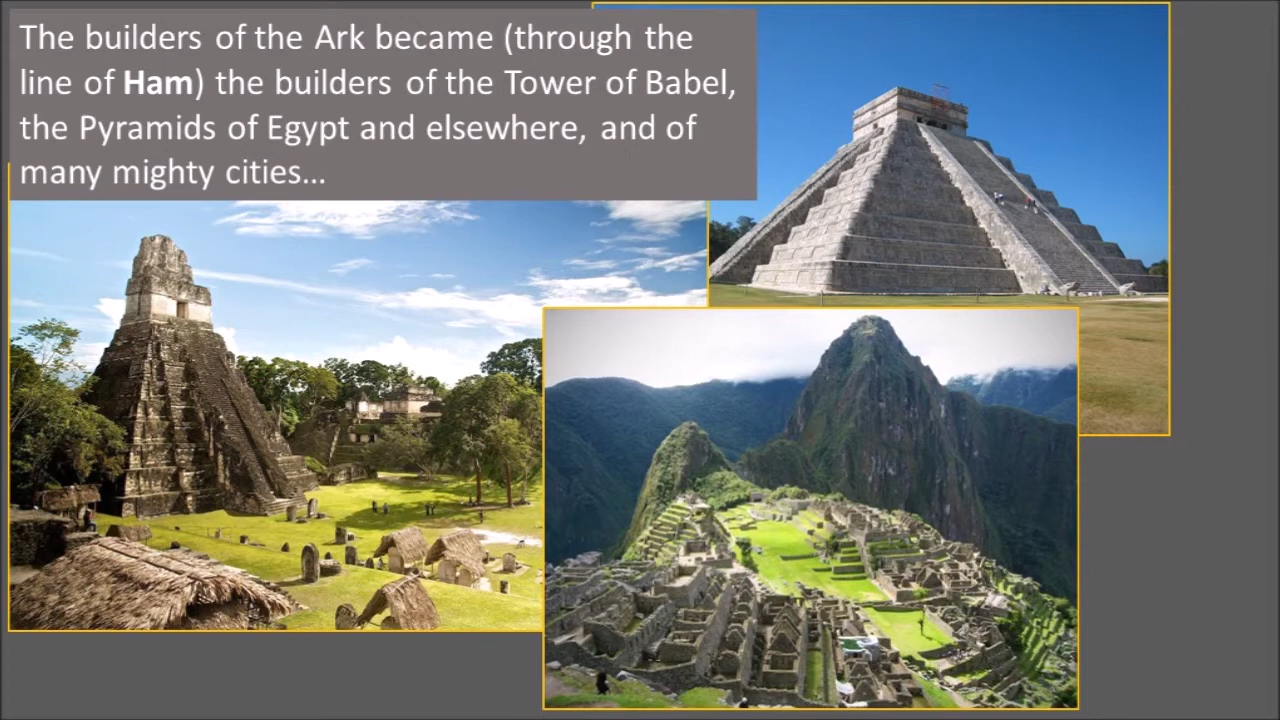 The builders of the Ark became (through the
line of Ham) the builders of the Tower of Babel,
the Pyramids of Egypt and elsewhere, and of
many mighty cities...